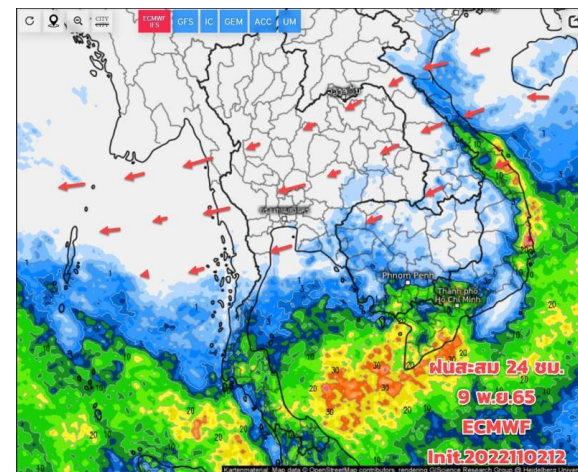 CITY
CITY
ECMWF IFS
GFS
IC
GEM
ACC
UM
Phnom Penh
Thành phố
Hồ Chí Minh
ฝนสะสม 24 ชม.
9 พ.ย.65
ECMWF
Init.2022110212
Kartenmaterial: Map data © OpenStreetMap contributors, rendering GIScience Research Group @ Heidelberg Univer